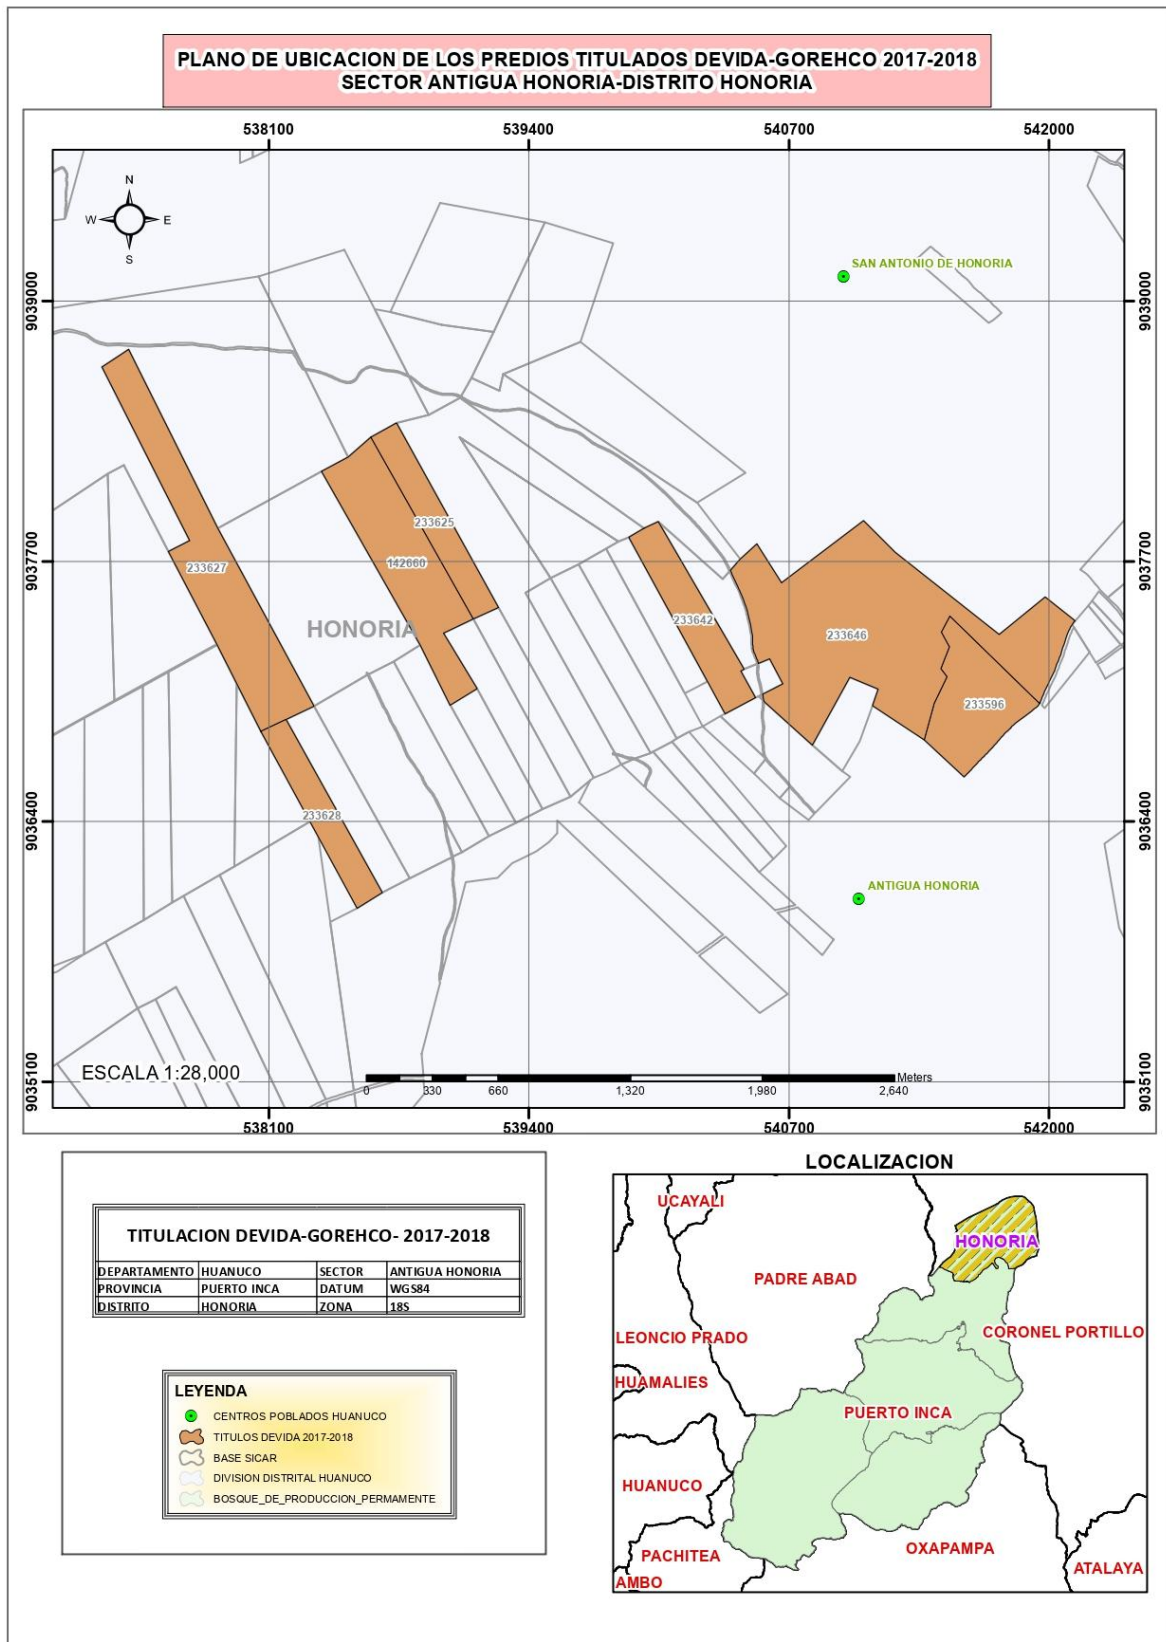 PLANO DE UBICACION DE LOS PREDIOS TITULADOS DEVIDA-GOREHCO 2017-2018
SECTOR ANTIGUA HONORIA-DISTRITO HONORIA
538100 539400 540700 542000
N
W E
S
SAN ANTONIO DE HONORIA
9039000 9039000
233625
9037700 9037700
233627
142660
HONORIA
233642
233646
233596
9036400 9036400
233628
ANTIGUA HONORIA
ESCALA 1:28,000
9035100 9035100
Meters
0 330 660 1,320 1,980 2,640
538100 539400 540700 542000
TITULACION DEVIDA-GOREHCO- 2017-2018
DEPARTAMENTO HUANUCO SECTOR ANTIGUA HONORIA
PROVINCIA PUERTO INCA DATUM WGS84
DISTRITO HONORIA ZONA 18S
LEYENDA
CENTROS POBLADOS HUANUCO
TITULOS DEVIDA 2017-2018
BASE SICAR
DIVISION DISTRITAL HUANUCO
BOSQUE_DE_PRODUCCION_PERMAMENTE
LOCALIZACION
UCAYALI
HONORIA
PADRE ABAD
LEONCIO PRADO
CORONEL PORTILLO
HUAMALIES
PUERTO INCA
HUANUCO
PACHITEA
OXAPAMPA
AMBO
ATALAYA